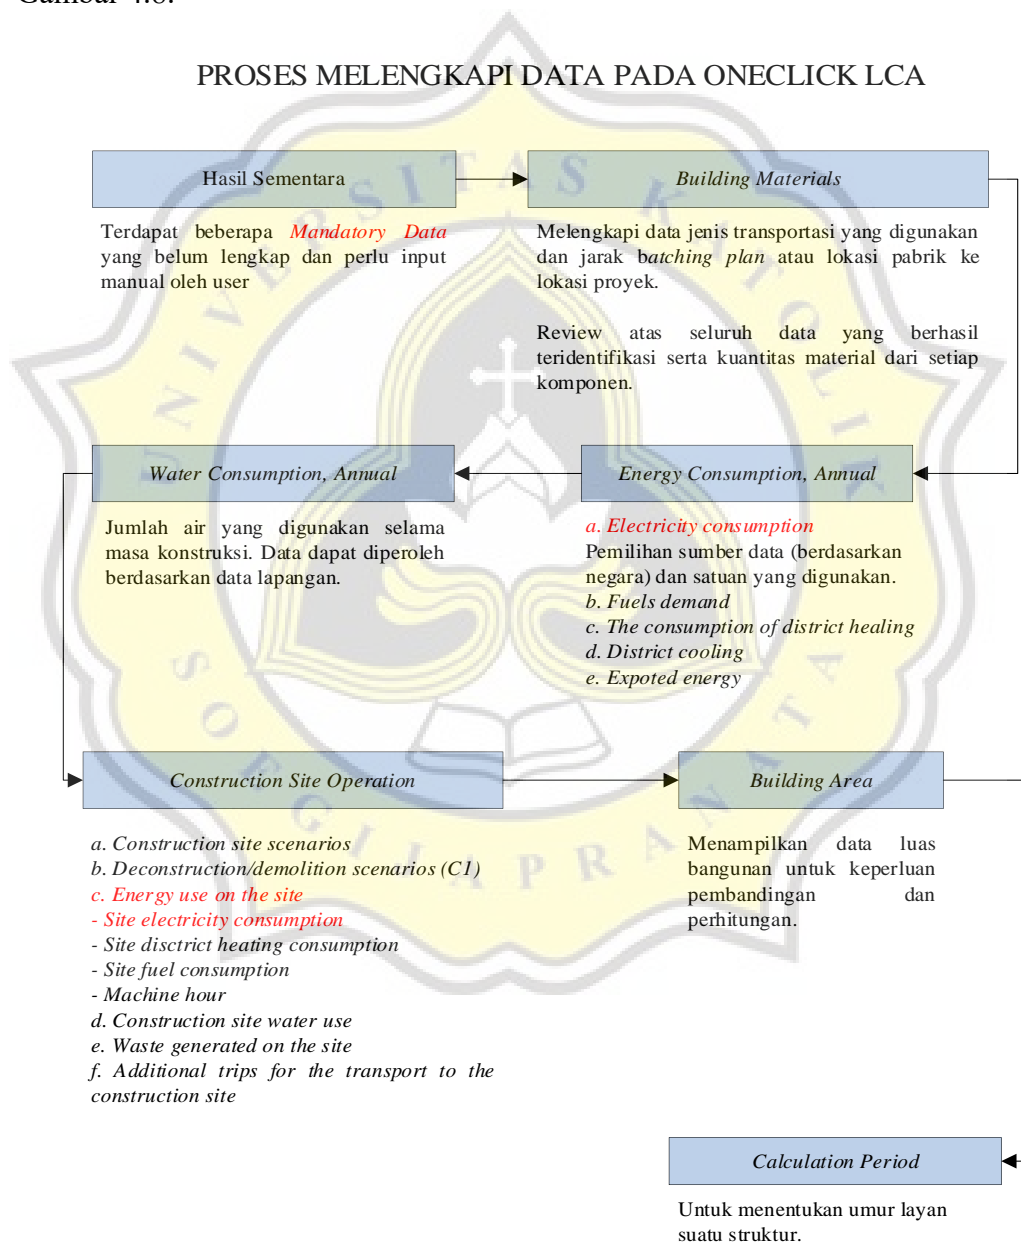 Gambar 4.8.
PROSES MELENGKAPI DATA PADA ONECLICK LCA
Hasil Sementara
Terdapat beberapa Mandatory Data
yang belum lengkap dan perlu input
manual oleh user
Building Materials
Melengkapi data jenis transportasi yang digunakan
dan jarak batching plan atau lokasi pabrik ke
lokasi proyek.
Review atas seluruh data yang berhasil
teridentifikasi serta kuantitas material dari setiap
komponen.
Energy Consumption, Annual
a. Electricity consumption
Pemilihan sumber data (berdasarkan
negara) dan satuan yang digunakan.
b. Fuels demand
c. The consumption of district healing
d. District cooling
e. Expoted energy
Water Consumption, Annual
Jumlah air yang digunakan selama
masa konstruksi. Data dapat diperoleh
berdasarkan data lapangan.
Construction Site Operation
a. Construction site scenarios
b. Deconstruction/demolition scenarios (C1)
c. Energy use on the site
- Site electricity consumption
- Site disctrict heating consumption
- Site fuel consumption
- Machine hour
d. Construction site water use
e. Waste generated on the site
f. Additional trips for the transport to the
construction site
Building Area
Menampilkan data luas
bangunan untuk keperluan
pembandingan dan
perhitungan.
Calculation Period
Untuk menentukan umur layan
suatu struktur.
UNIVERSITAS KATOLIK
SOEGIJAPRANATA